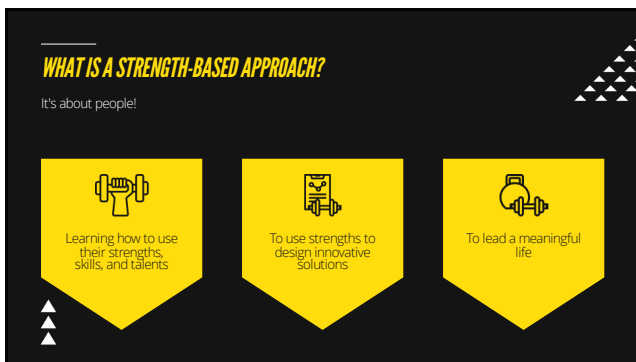 WHAT IS A STRENGTH-BASED APPROACH?
It's about people!
Learning how to use
their strengths,
skills, and talents
To use strengths to
design innovative
solutions
To lead a meaningful
life